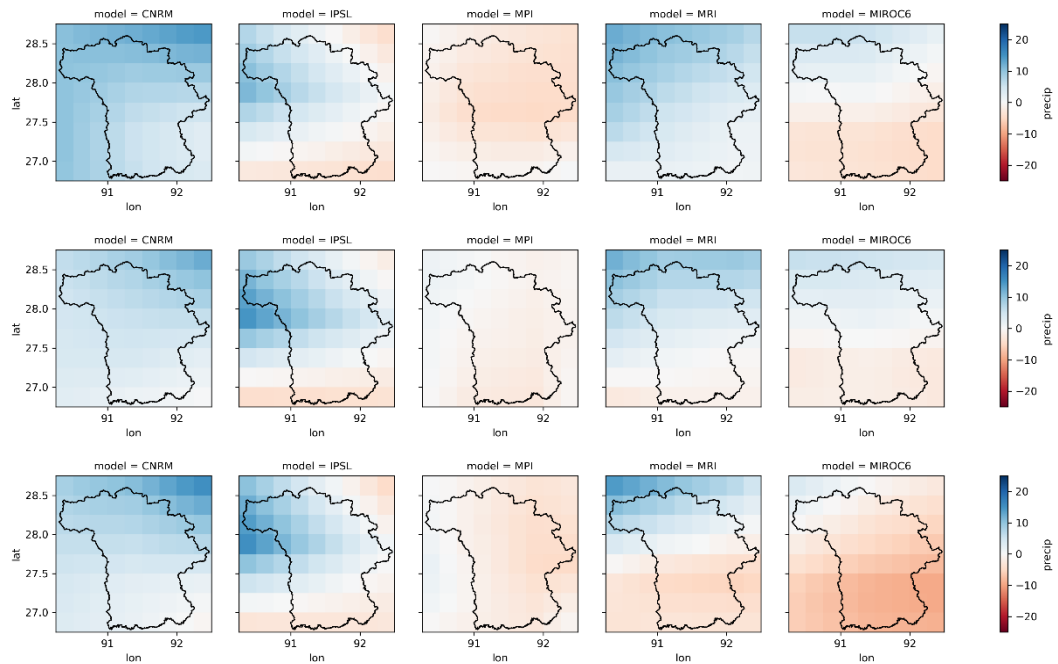 model = CNRM model = IPSL model = MPI model = MRI model = MIROC6
28.5
28.0
27.5
27.0
lat
91 92 91 92 91 92 91 92 91 92
lon lon lon lon lon
20
10
0
−10
−20
precip
model = CNRM model = IPSL model = MPI model = MRI model = MIROC6
28.5
28.0
27.5
27.0
lat
91 92 91 92 91 92 91 92 91 92
lon lon lon lon lon
20
10
0
−10
−20
precip
model = CNRM model = IPSL model = MPI model = MRI model = MIROC6
28.5
28.0
27.5
27.0
lat
91 92 91 92 91 92 91 92 91 92
lon lon lon lon lon
20
10
0
−10
−20
precip